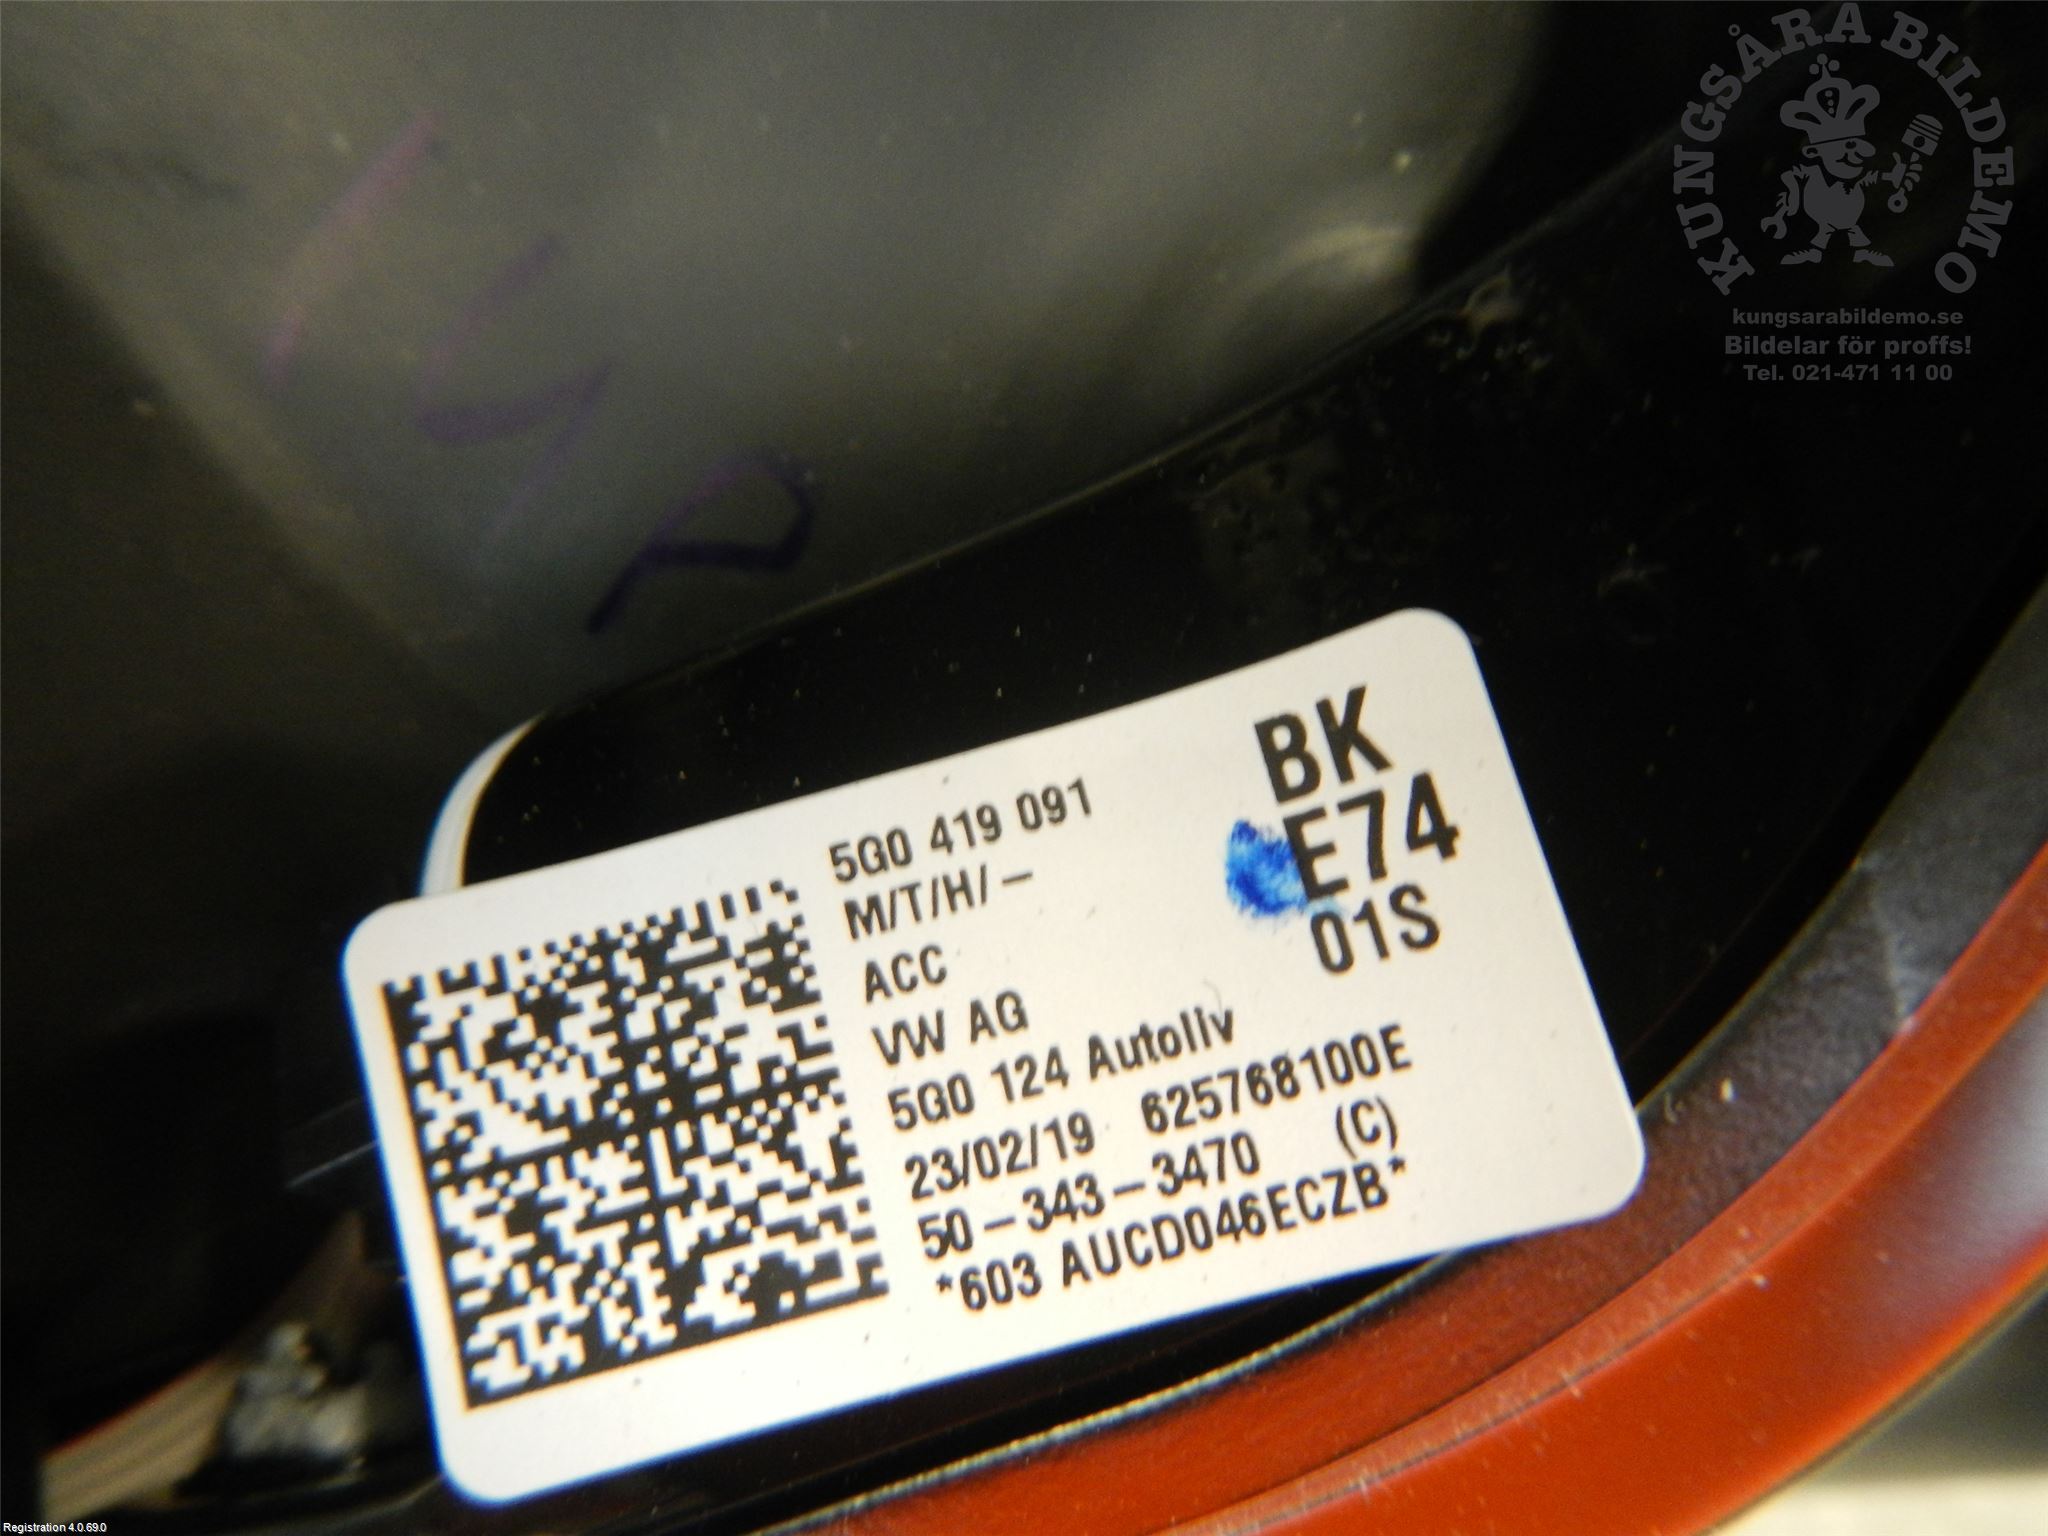 KUNGSÅRA BILDEMO
kungsarabildemo.se
Bildelar för proffs!
Tel. 021-471 11 00
5G0 419 091
M/T/H/-
ACC
VW AG
5G0 124 Autoliv
23/02/19 625768100E
50-343-3470 (C)
*603 AUCD046ECZB*
BK
E74
01S
Registration 4.0.69.0